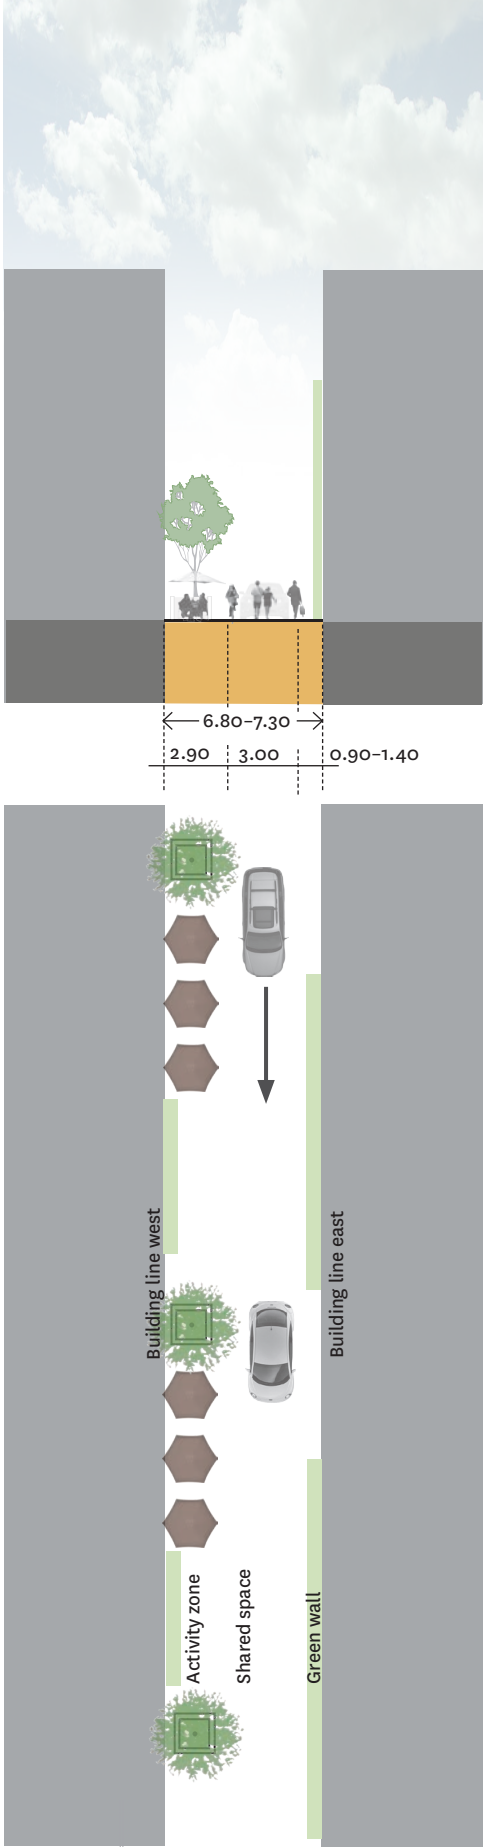 6.80–7.30
2.90
3.00
0.90–1.40
Building line west
Building line east
Activity zone
Shared space
Green wall